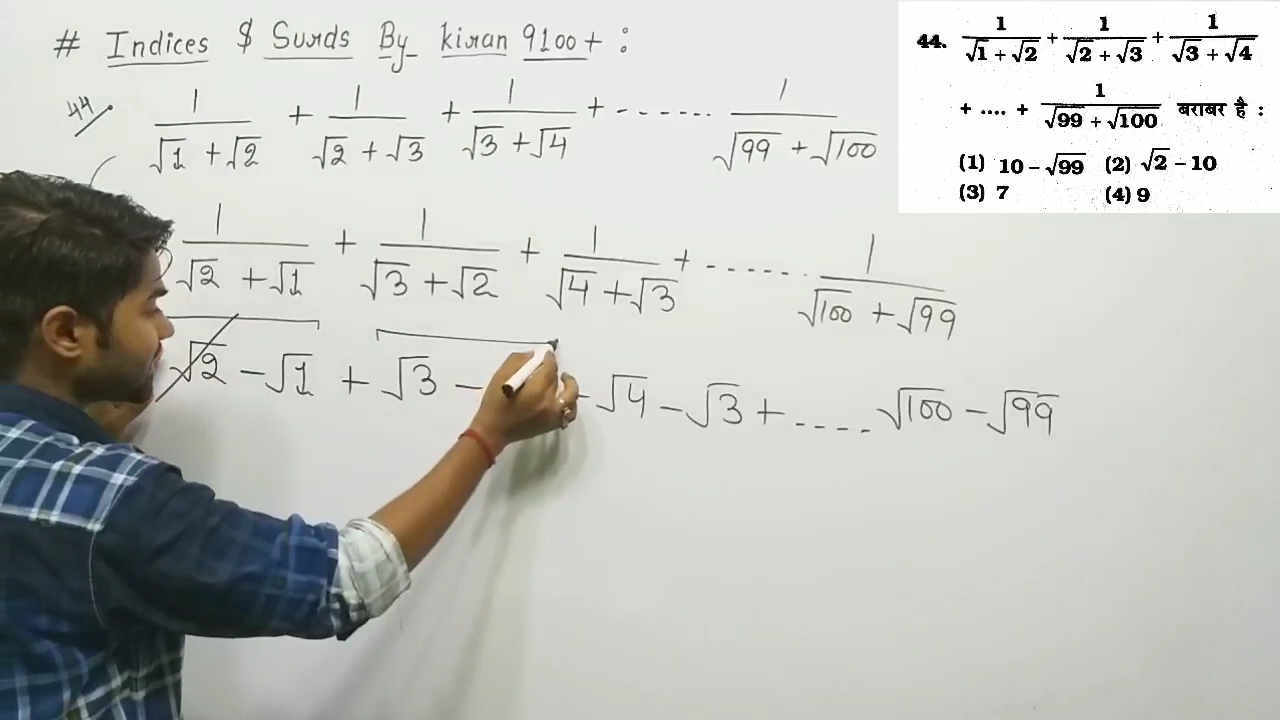 # Indices $ Surds By kiran 9100+ :
44 1/(√1 + √2) + 1/(√2 + √3) + 1/(√3 + √4) + ------- 1/(√99 + √100)
1/(√2 + √1) + 1/(√3 + √2) + 1/(√4 + √3) + ------ 1/(√100 + √99)
√2 - √1 + √3 - √4 - √3 + ---- √100 - √99
44. 1/(√1 + √2) + 1/(√2 + √3) + 1/(√3 + √4)
+ .... + 1/(√99 + √100) बराबर है :
(1) 10 – √99 (2) √2 – 10
(3) 7 (4) 9